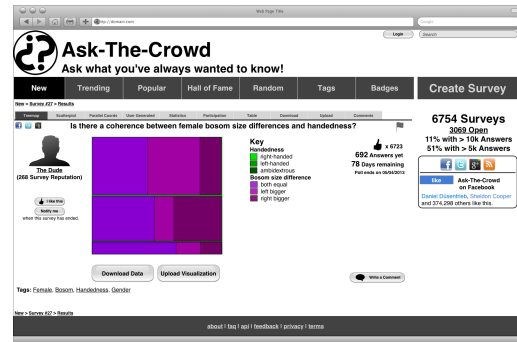 Web Page Title
http://domain.com
Google
Login
Search
Ask-The-Crowd
Ask what you've always wanted to know!
New
Trending
Popular
Hall of Fame
Random
Tags
Badges
Create Survey
New > Survey #27 > Results
Treemap
Scatterplot
Parallel Coords
User Generated
Statistics
Participation
Table
Download
Upload
Comments
Is there a coherence between female bosom size differences and handedness?
The Dude
(268 Survey Reputation)
I like this
Notify me
when this survey has ended.
Key
Handedness
right-handed
left-handed
ambidextrous
Bosom size difference
both equal
left bigger
right bigger
x 6723
692 Answers yet
78 Days remaining
Poll ends on 09/04/2013
Download Data
Upload Visualization
Write a Comment
Tags: Female, Bosom, Handedness, Gender
6754 Surveys
3069 Open
11% with > 10k Answers
51% with > 5k Answers
like
Ask-The-Crowd
on Facebook
Daniel Düsentrieb, Sheldon Cooper
and 374,298 others like this.
New > Survey #27 > Results
about I faq I api I feedback I privacy I terms